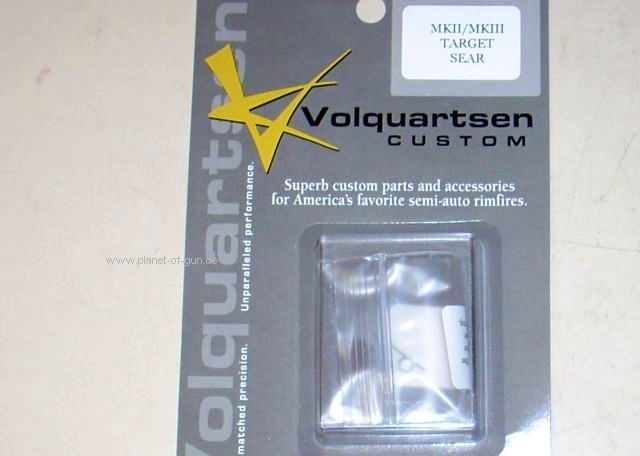 MKII/MKIII
TARGET
SEAR
Volquartsen
CUSTOM
Superb custom parts and accessories
for America's favorite semi-auto rimfires.
Volquartsen
matched precision. Unparalleled performance.
www.planet-of-gun.de